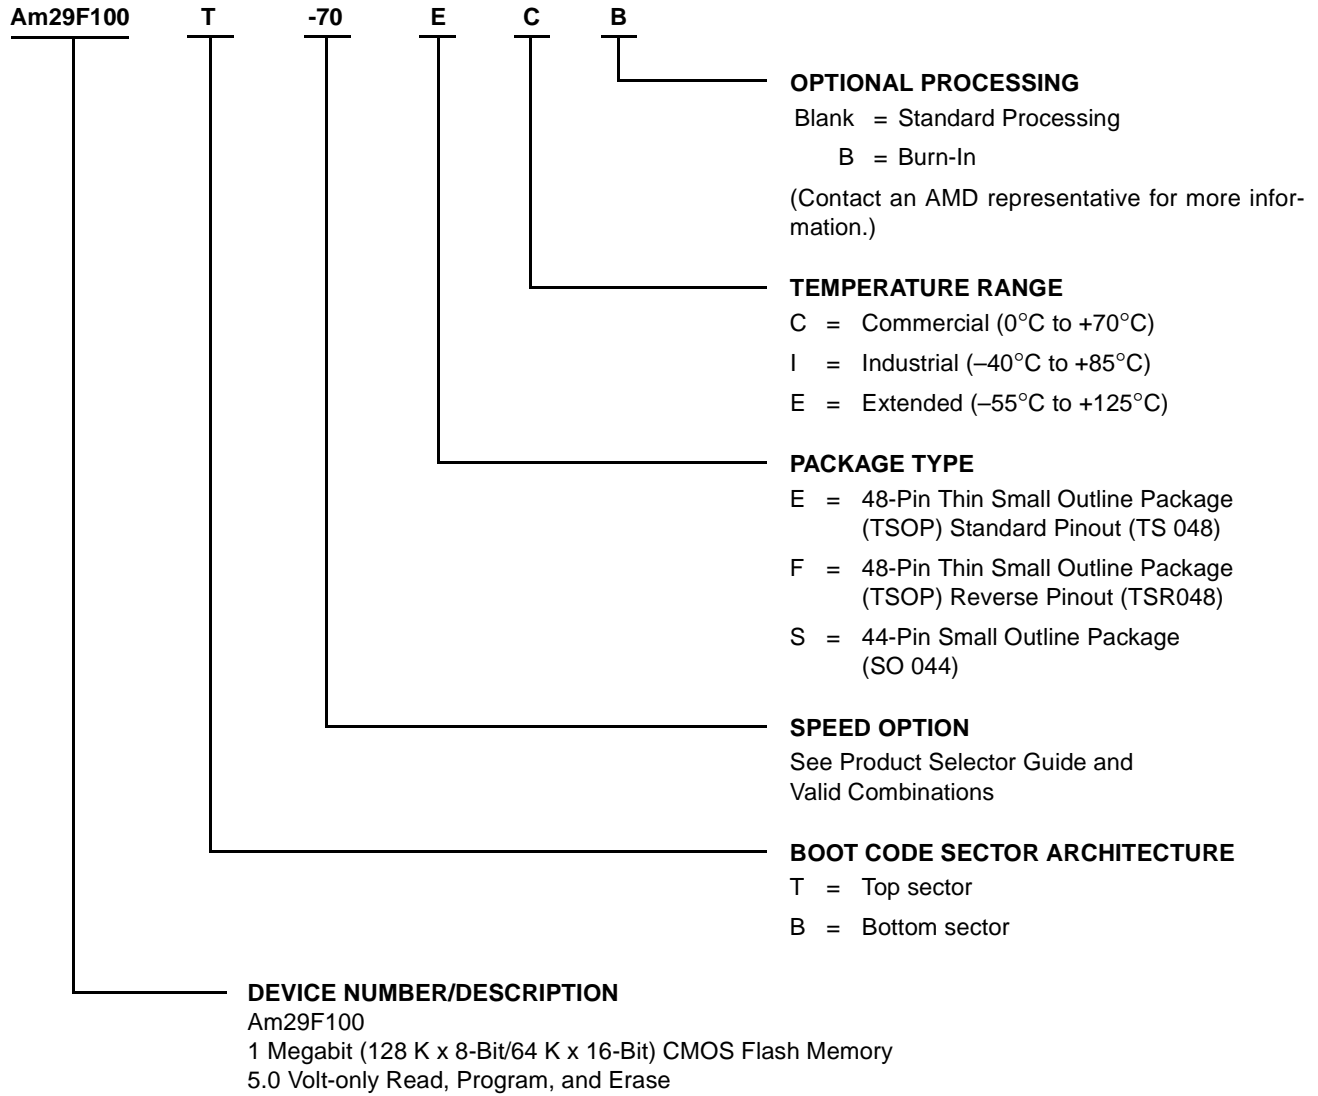 Am29F100 T -70 E C B
OPTIONAL PROCESSING
Blank = Standard Processing
B = Burn-In
(Contact an AMD representative for more infor-
mation.)
TEMPERATURE RANGE
C = Commercial (0°C to +70°C)
I = Industrial (–40°C to +85°C)
E = Extended (–55°C to +125°C)
PACKAGE TYPE
E = 48-Pin Thin Small Outline Package
(TSOP) Standard Pinout (TS 048)
F = 48-Pin Thin Small Outline Package
(TSOP) Reverse Pinout (TSR048)
S = 44-Pin Small Outline Package
(SO 044)
SPEED OPTION
See Product Selector Guide and
Valid Combinations
BOOT CODE SECTOR ARCHITECTURE
T = Top sector
B = Bottom sector
DEVICE NUMBER/DESCRIPTION
Am29F100
1 Megabit (128 K x 8-Bit/64 K x 16-Bit) CMOS Flash Memory
5.0 Volt-only Read, Program, and Erase